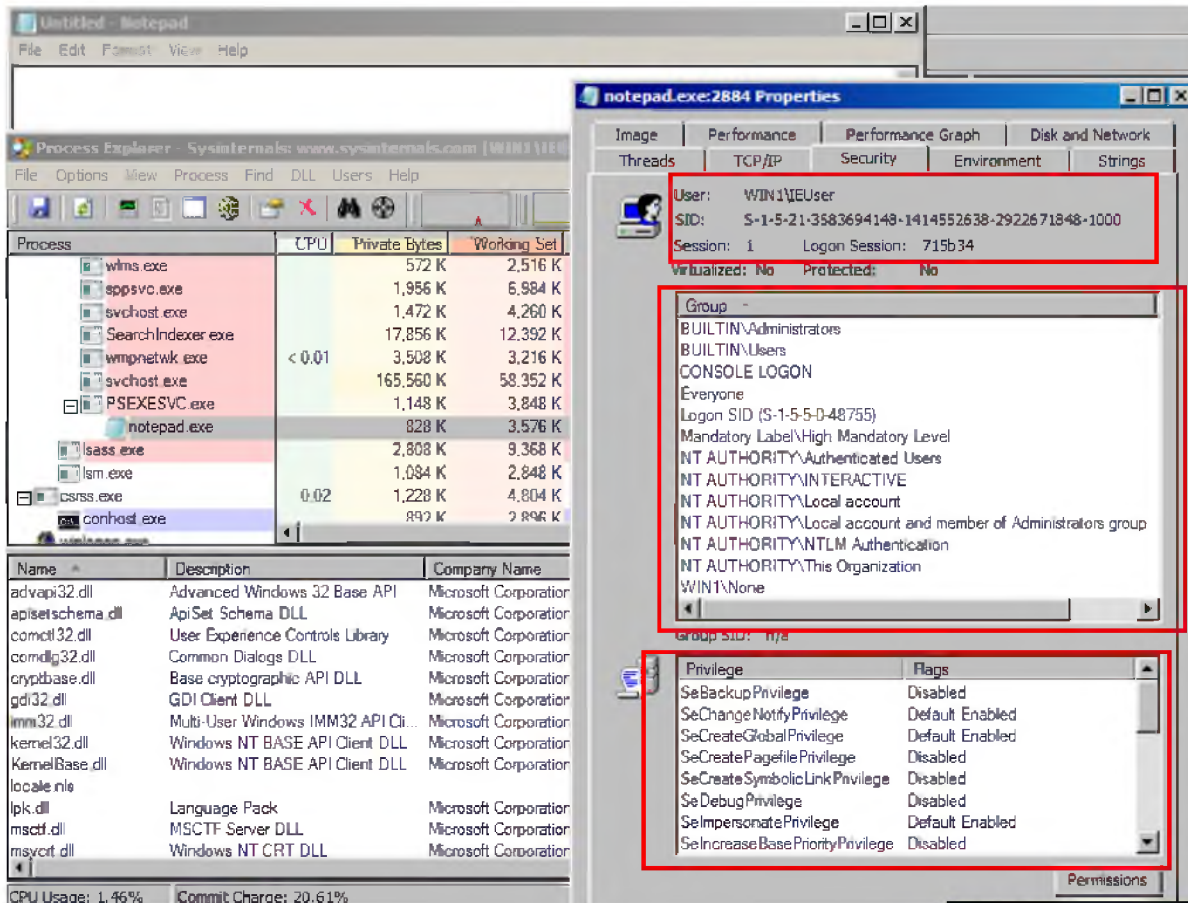 Untitled - Notepad
File Edit Format View Help
Process Explorer - Sysinternals: www.sysinternals.com [WIN1\IEU
File Options View Process Find DLL Users Help
Process CPU Private Bytes Working Set
wlms.exe 572 K 2,516 K
sppsvc.exe 1,956 K 6,984 K
svchost.exe 1,472 K 4,260 K
SearchIndexer.exe 17,856 K 12,392 K
wmpnetwk.exe < 0.01 3,508 K 3,216 K
svchost.exe 165,560 K 58,352 K
PSEXESVC.exe 1,148 K 3,848 K
notepad.exe 828 K 3,576 K
lsass.exe 2,808 K 9,368 K
lsm.exe 1,084 K 2,848 K
csrss.exe 0.02 1,228 K 4,804 K
conhost.exe 892 K 2,896 K
winlogon.exe
Name Description Company Name
advapi32.dll Advanced Windows 32 Base API Microsoft Corporation
apisetschema.dll ApiSet Schema DLL Microsoft Corporation
comctl32.dll User Experience Controls Library Microsoft Corporation
comdlg32.dll Common Dialogs DLL Microsoft Corporation
cryptbase.dll Base cryptographic API DLL Microsoft Corporation
gdi32.dll GDI Client DLL Microsoft Corporation
imm32.dll Multi-User Windows IMM32 API Cli... Microsoft Corporation
kernel32.dll Windows NT BASE API Client DLL Microsoft Corporation
KernelBase.dll Windows NT BASE API Client DLL Microsoft Corporation
locale.nls
lpk.dll Language Pack Microsoft Corporation
msctf.dll MSCTF Server DLL Microsoft Corporation
msvcrt.dll Windows NT CRT DLL Microsoft Corporation
CPU Usage: 1.46% Commit Charge: 20.61%
notepad.exe:2884 Properties
Image Performance Performance Graph Disk and Network
Threads TCP/IP Security Environment Strings
User: WIN1\IEUser
SID: S-1-5-21-3583694148-1414552638-2922671848-1000
Session: 1 Logon Session: 715b34
Virtualized: No Protected: No
Group
BUILTIN\Administrators
BUILTIN\Users
CONSOLE LOGON
Everyone
Logon SID (S-1-5-5-0-48755)
Mandatory Label\High Mandatory Level
NT AUTHORITY\Authenticated Users
NT AUTHORITY\INTERACTIVE
NT AUTHORITY\Local account
NT AUTHORITY\Local account and member of Administrators group
NT AUTHORITY\NTLM Authentication
NT AUTHORITY\This Organization
WIN1\None
Group SID: n/a
Privilege Flags
SeBackupPrivilege Disabled
SeChangeNotifyPrivilege Default Enabled
SeCreateGlobalPrivilege Default Enabled
SeCreatePagefilePrivilege Disabled
SeCreateSymbolicLinkPrivilege Disabled
SeDebugPrivilege Disabled
SeImpersonatePrivilege Default Enabled
SeIncreaseBasePriorityPrivilege Disabled
Permissions